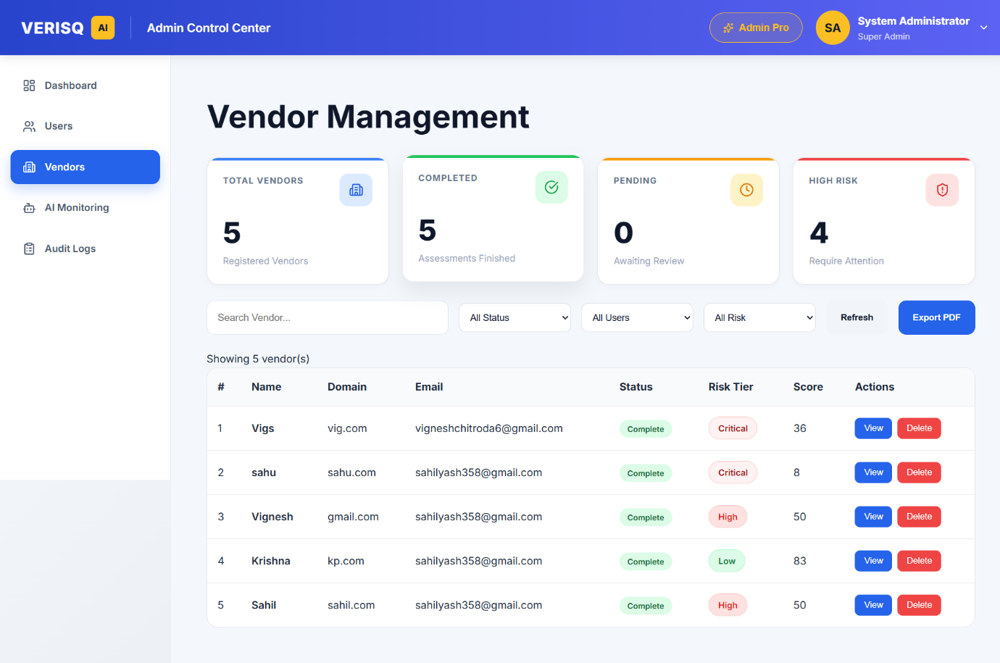 VERISQ AI Admin Control Center Admin Pro SA System Administrator
Super Admin
Dashboard
Users
Vendors
AI Monitoring
Audit Logs
Vendor Management
TOTAL VENDORS
5
Registered Vendors
COMPLETED
5
Assessments Finished
PENDING
0
Awaiting Review
HIGH RISK
4
Require Attention
Search Vendor... All Status All Users All Risk Refresh Export PDF
Showing 5 vendor(s)
# Name Domain Email Status Risk Tier Score Actions
1 Vigs vig.com vigneshchitroda6@gmail.com Complete Critical 36 View Delete
2 sahu sahu.com sahilyash358@gmail.com Complete Critical 8 View Delete
3 Vignesh gmail.com sahilyash358@gmail.com Complete High 50 View Delete
4 Krishna kp.com sahilyash358@gmail.com Complete Low 83 View Delete
5 Sahil sahil.com sahilyash358@gmail.com Complete High 50 View Delete